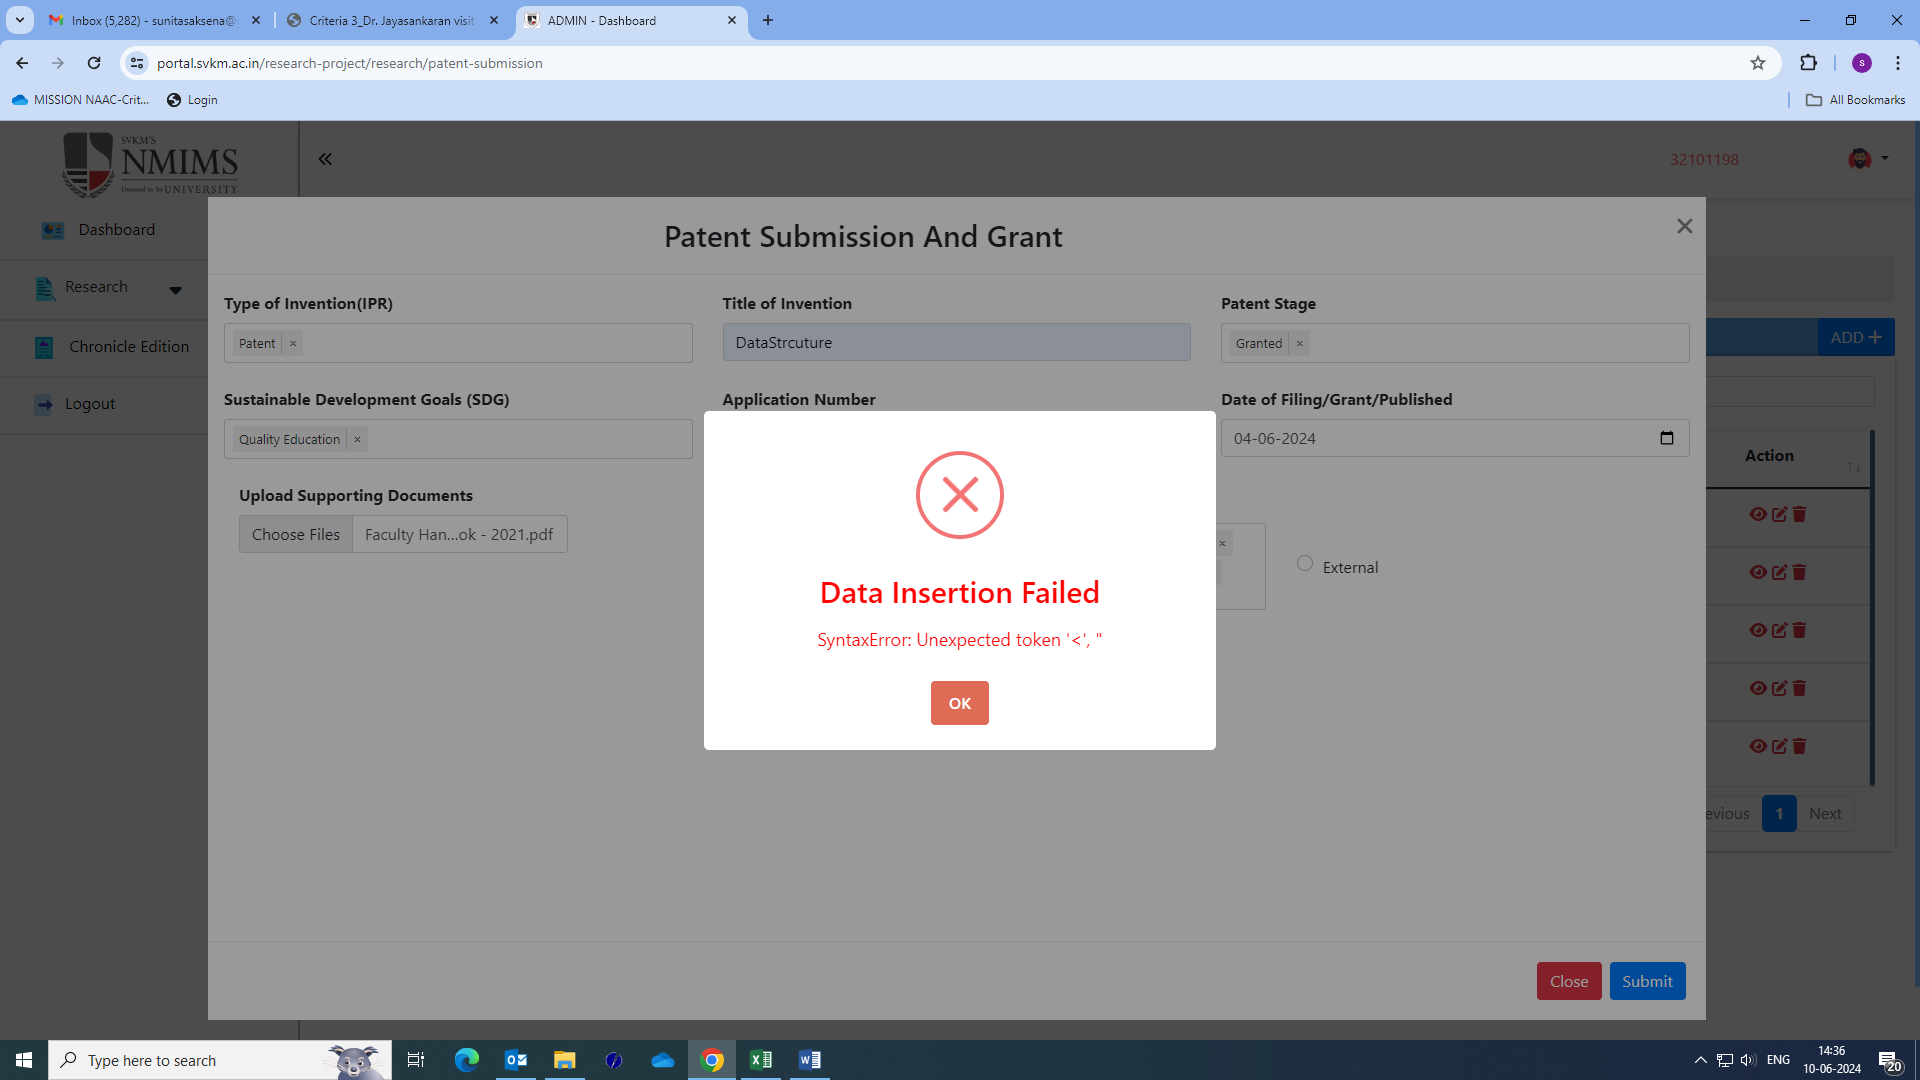 Inbox (5,282) - sunitasaksena@
Criteria 3_Dr. Jayasankaran visit
ADMIN - Dashboard
portal.svkm.ac.in/research-project/research/patent-submission
S
MISSION NAAC-Crit...
Login
All Bookmarks
SVKM'S
NMIMS
Deemed to be UNIVERSITY
32101198
Dashboard
Research
Chronicle Edition
Logout
Patent Submission And Grant
Type of Invention(IPR)
Title of Invention
Patent Stage
Patent ×
DataStrcuture
Granted ×
ADD +
Sustainable Development Goals (SDG)
Application Number
Date of Filing/Grant/Published
Quality Education ×
04-06-2024
Action
Upload Supporting Documents
Choose Files Faculty Han...ok - 2021.pdf
×
External
Data Insertion Failed
SyntaxError: Unexpected token '<', "
OK
evious 1 Next
Close
Submit
Type here to search
ENG
14:36
10-06-2024
20